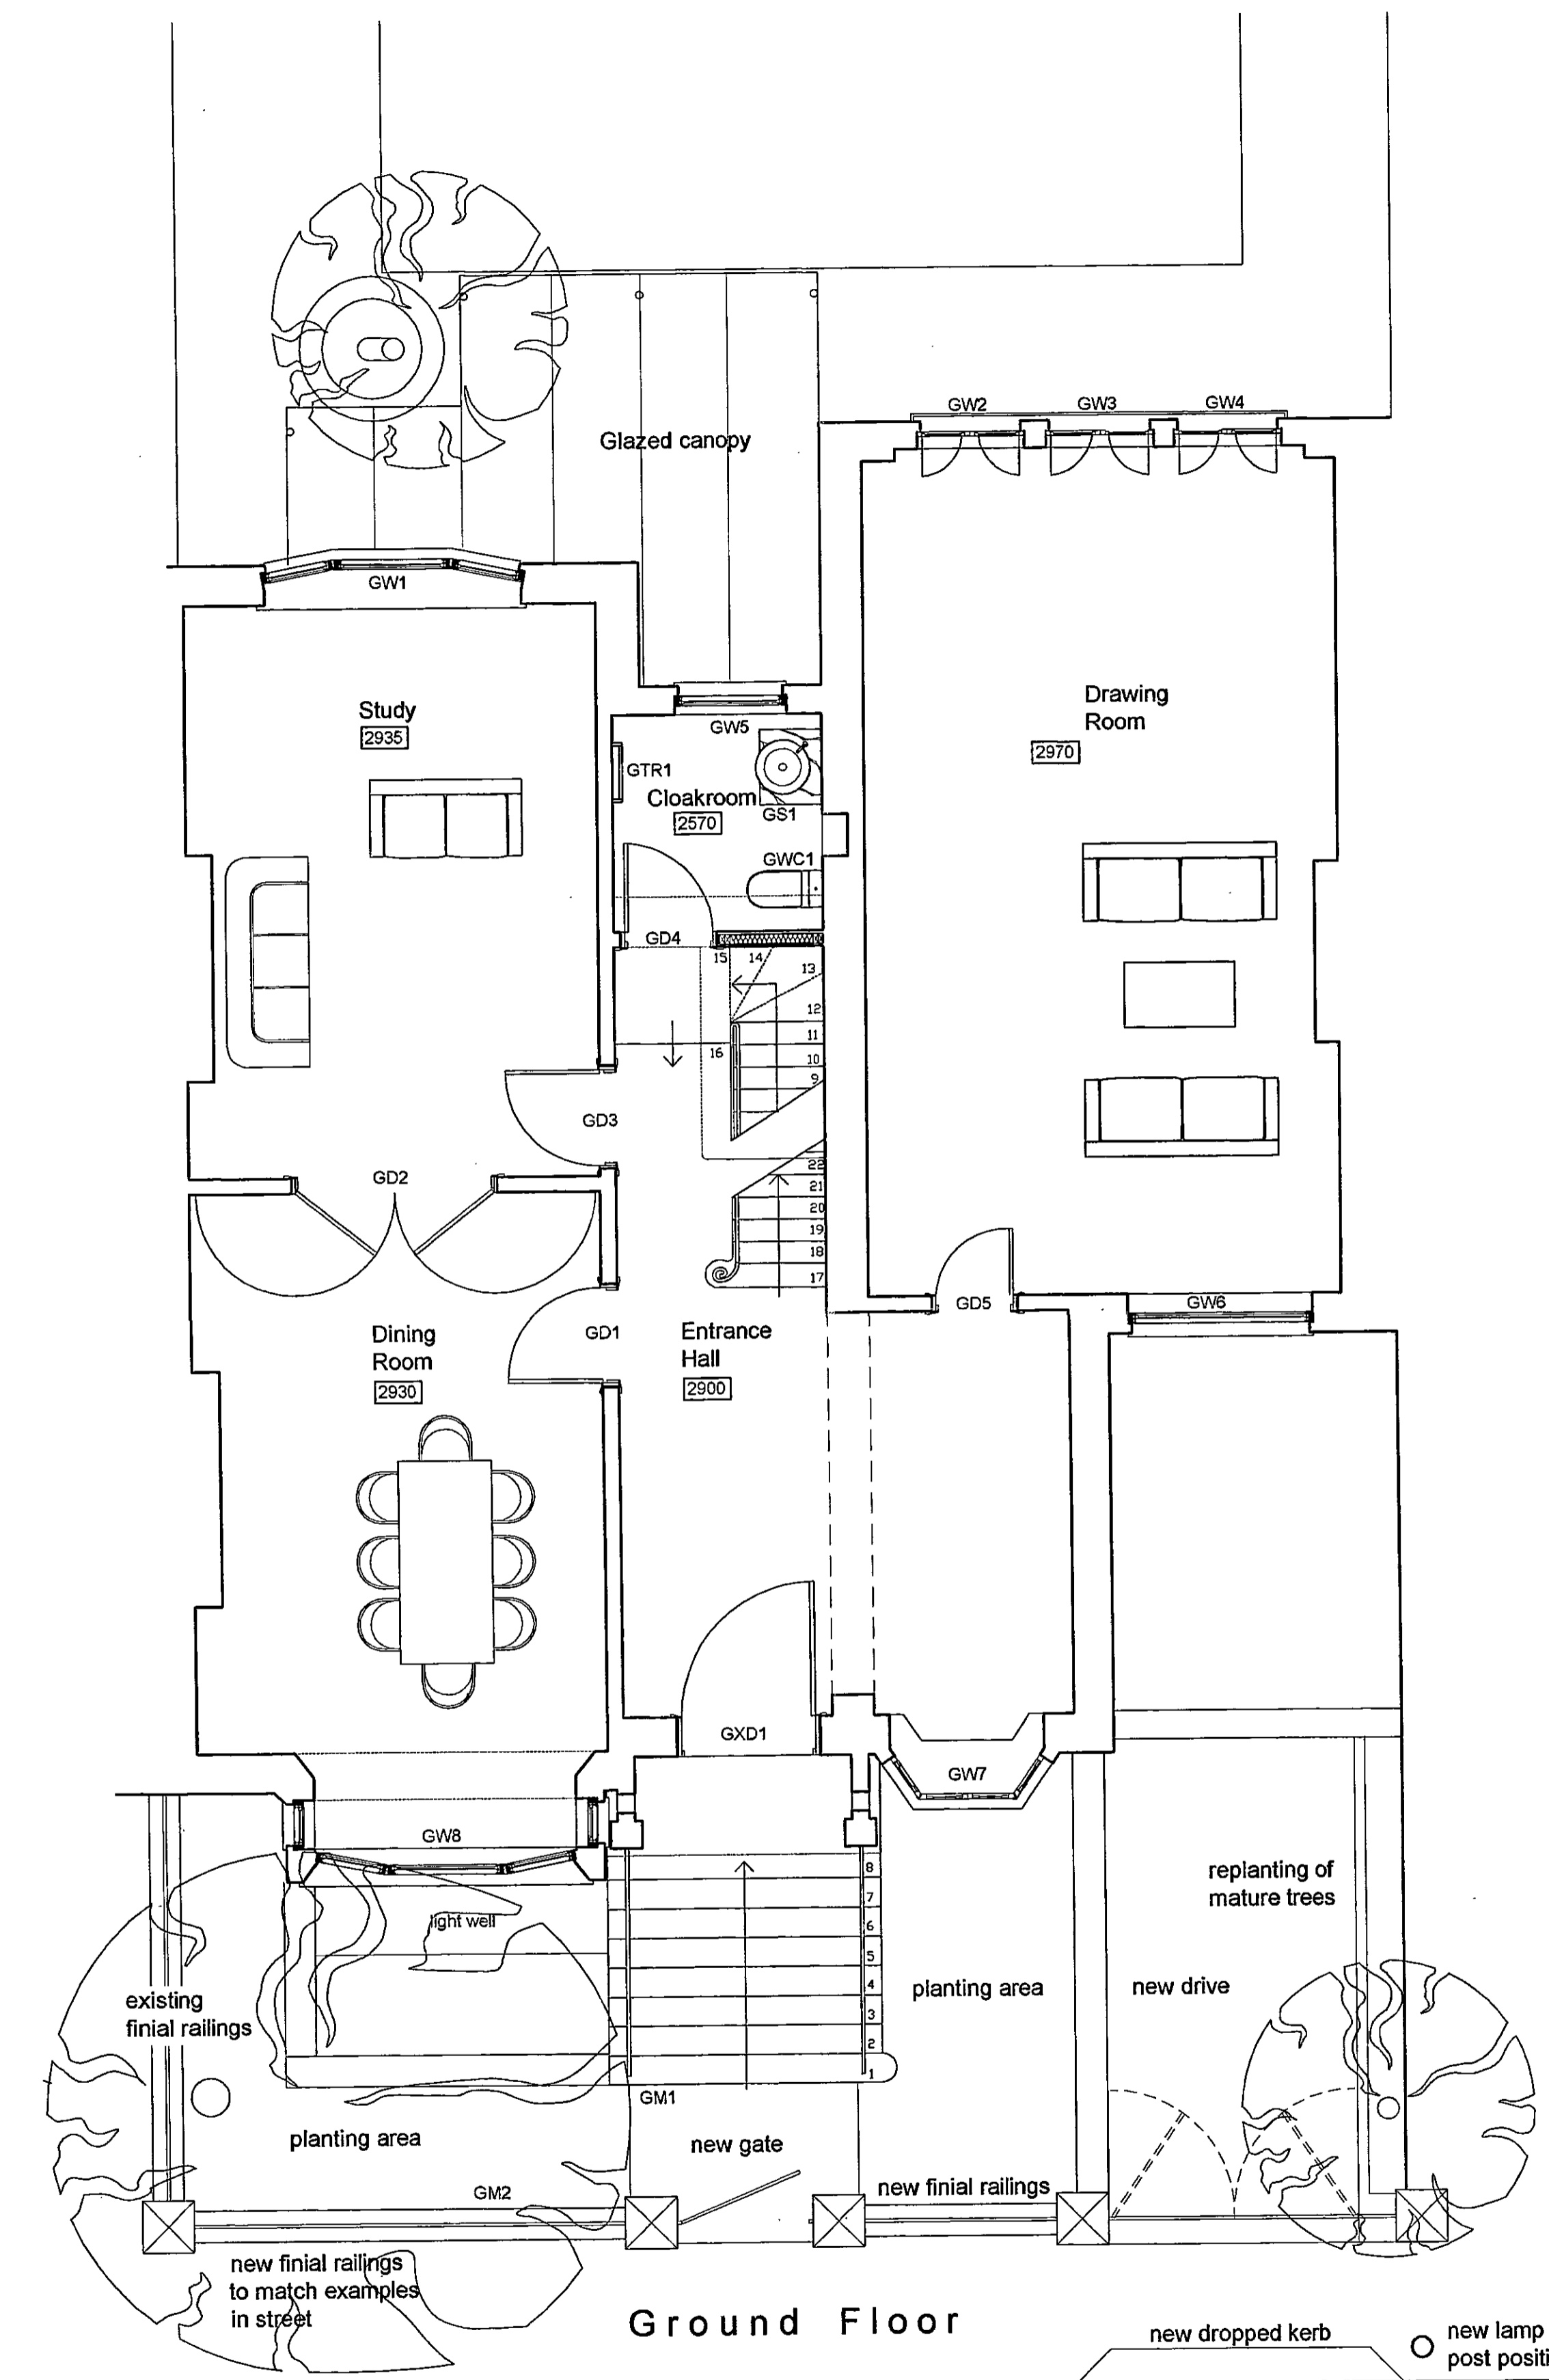 GW2 GW3 GW4
Glazed canopy
GW1
Study
2935
GW5
GTR1
Cloakroom
2570
GS1
GWC1
GD4
Drawing
Room
2970
15 14
13
12
11
10
9
16
GD3
22
21
20
19
18
17
GD2
GD1
GD5
GW6
Dining
Room
2930
Entrance
Hall
2900
GXD1
GW7
GW8
light well
8
7
6
5
4
3
2
1
replanting of
mature trees
existing
finial railings
planting area
new drive
GM1
planting area
new gate
GM2
new finial railings
new finial railings
to match examples
in street
Ground Floor
new dropped kerb
new lamp
post positi